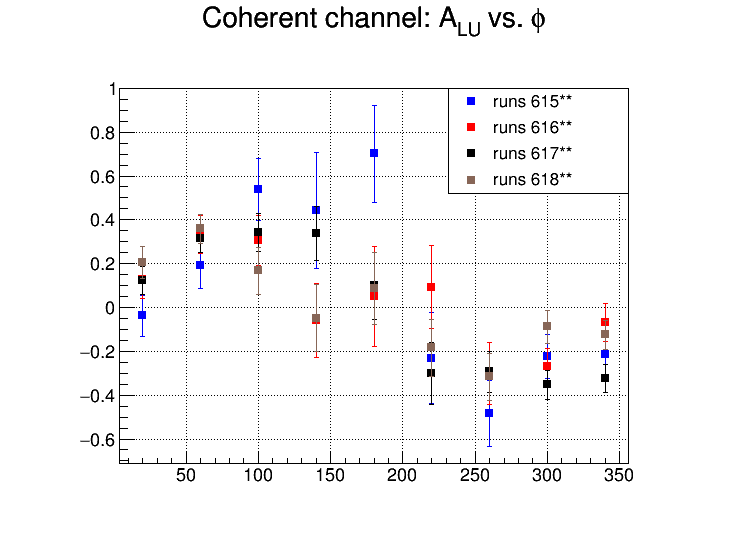 Coherent channel: A_LU vs. ϕ
1
0.8
0.6
0.4
0.2
0
−0.2
−0.4
−0.6
runs 615**
runs 616**
runs 617**
runs 618**
50 100 150 200 250 300 350